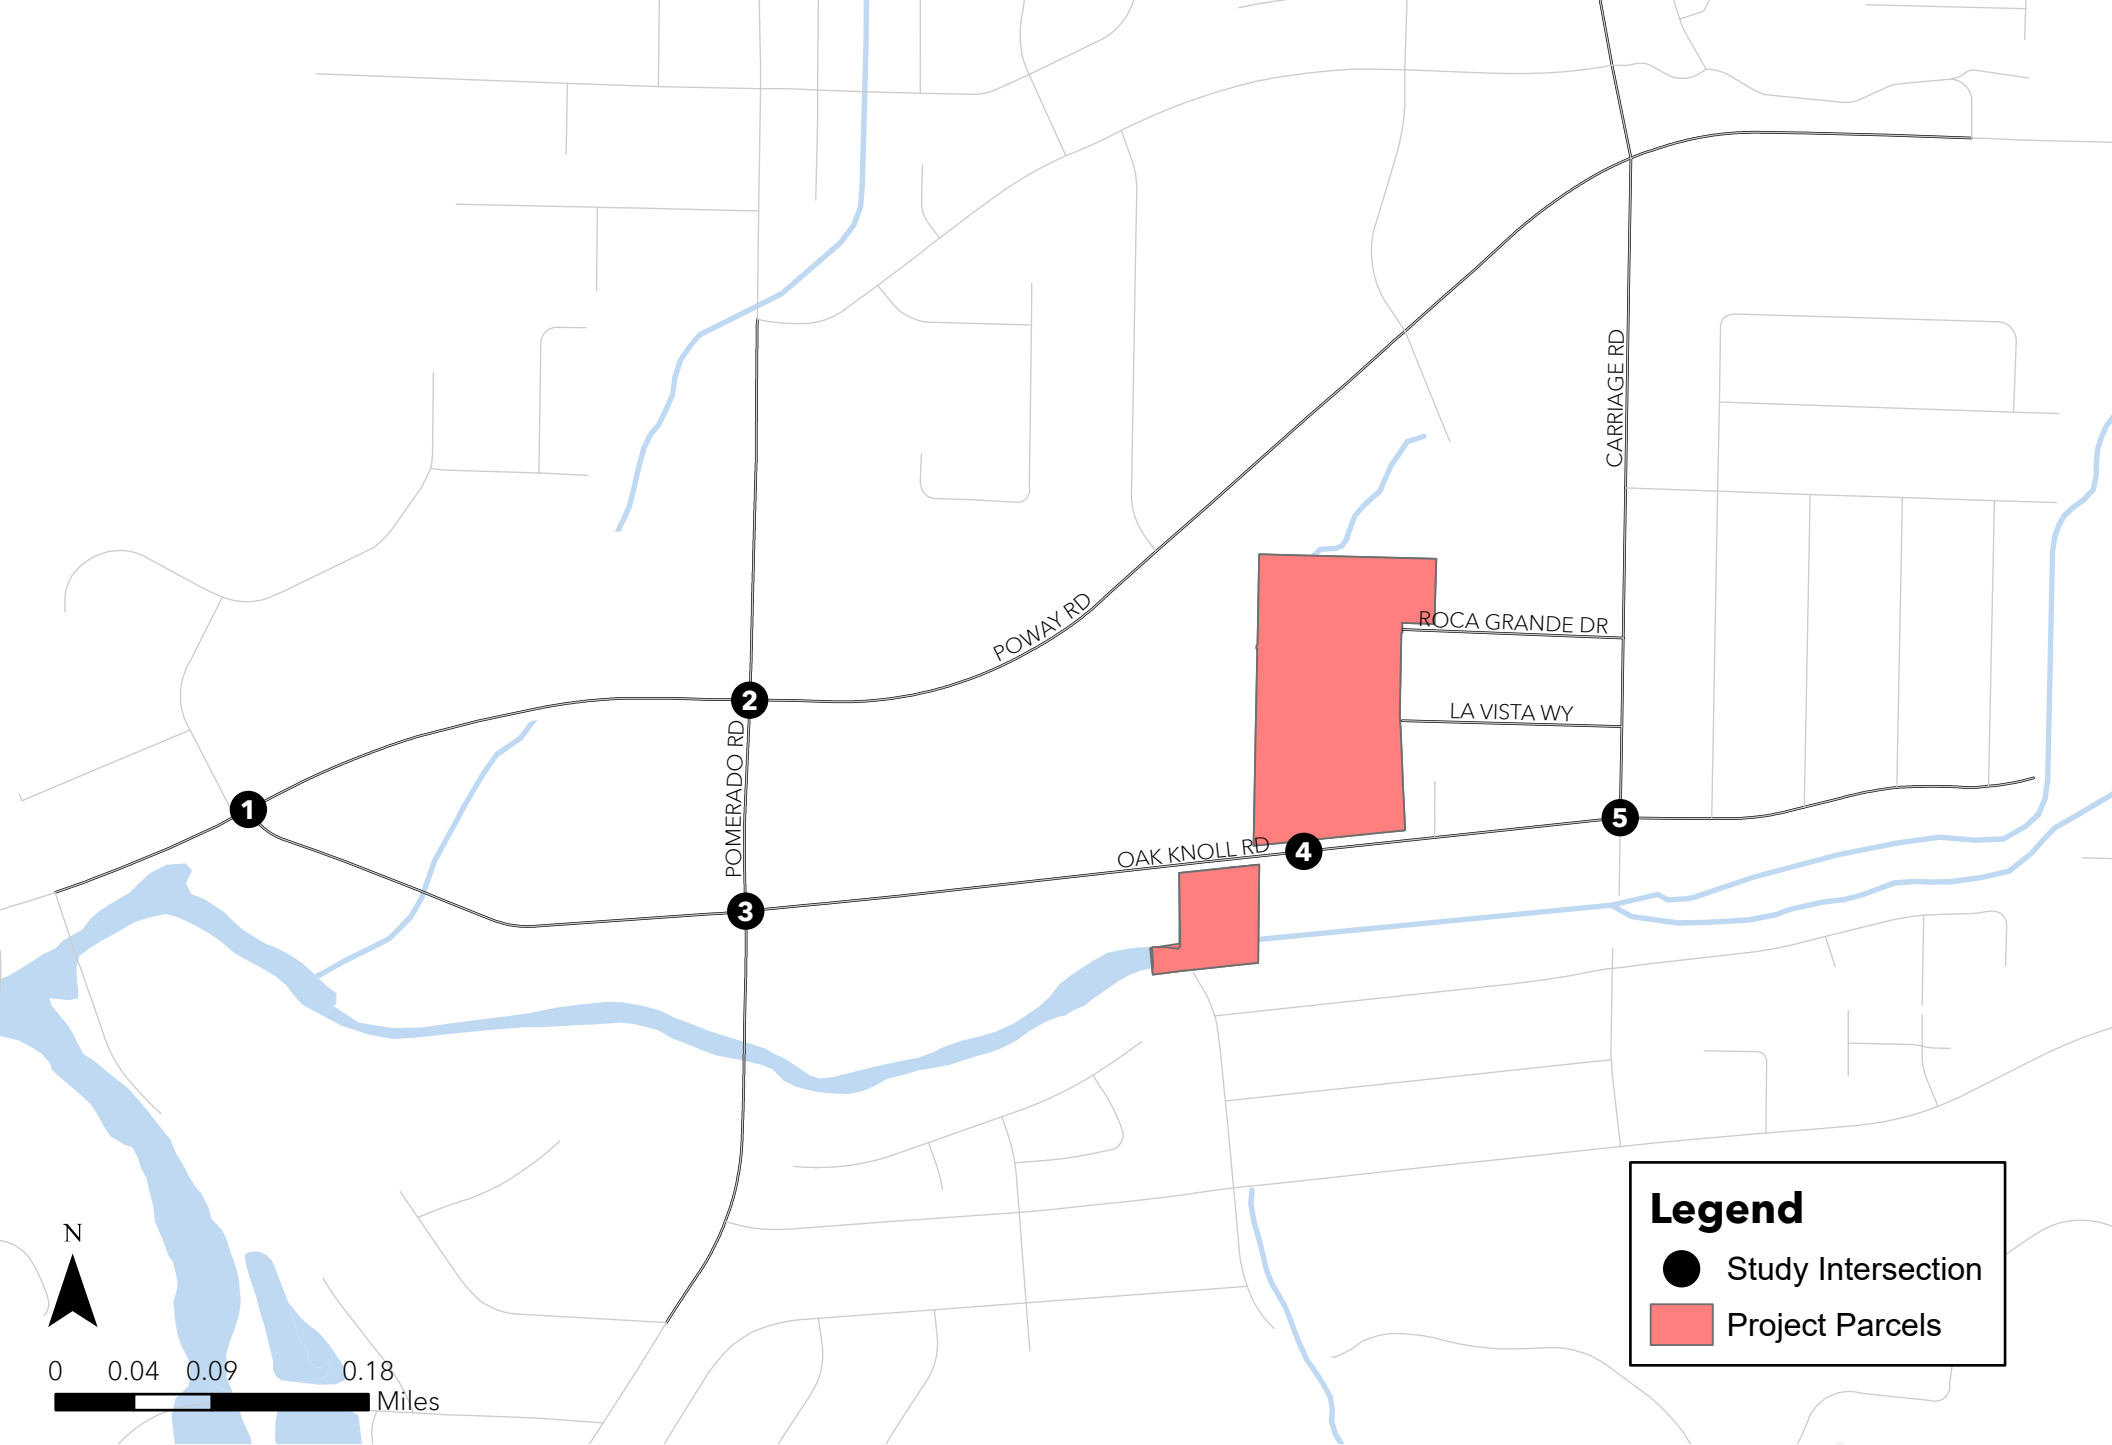 CARRIAGE RD
POWAY RD
ROCA GRANDE DR
2
LA VISTA WY
POMERADO RD
1
5
OAK KNOLL RD
4
3
Legend
Study Intersection
Project Parcels
N
0 0.04 0.09 0.18
Miles